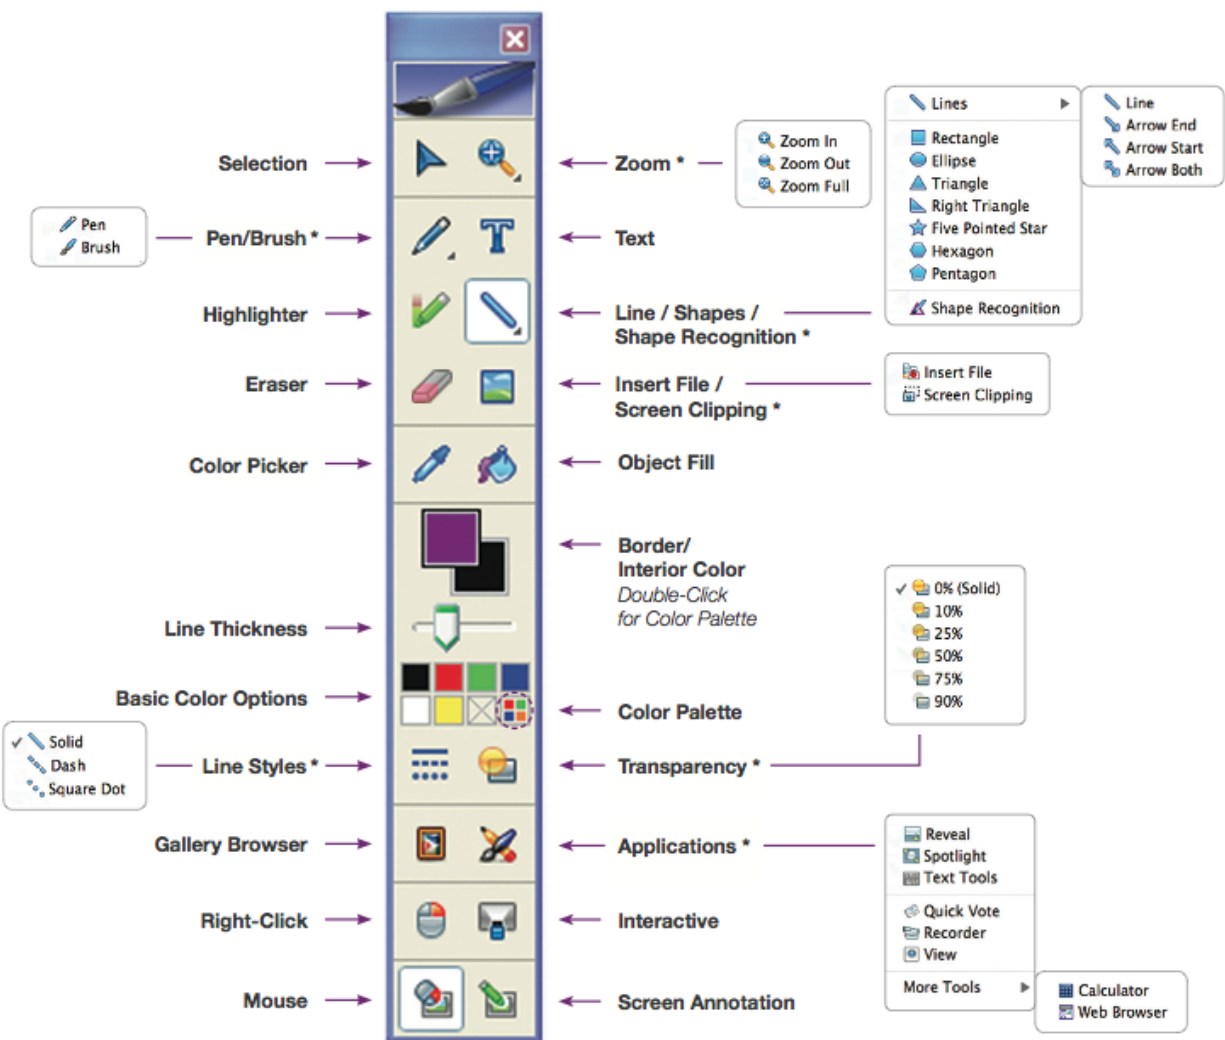 Selection
Zoom *
Zoom In
Zoom Out
Zoom Full
Lines
Rectangle
Ellipse
Triangle
Right Triangle
Five Pointed Star
Hexagon
Pentagon
Shape Recognition
Line
Arrow End
Arrow Start
Arrow Both
Pen
Brush
Pen/Brush *
Text
Highlighter
Line / Shapes /
Shape Recognition *
Eraser
Insert File /
Screen Clipping *
Insert File
Screen Clipping
Color Picker
Object Fill
Border/
Interior Color
Double-Click
for Color Palette
0% (Solid)
10%
25%
50%
75%
90%
Line Thickness
Basic Color Options
Color Palette
Solid
Dash
Square Dot
Line Styles *
Transparency *
Gallery Browser
Applications *
Reveal
Spotlight
Text Tools
Quick Vote
Recorder
View
More Tools
Calculator
Web Browser
Right-Click
Interactive
Mouse
Screen Annotation